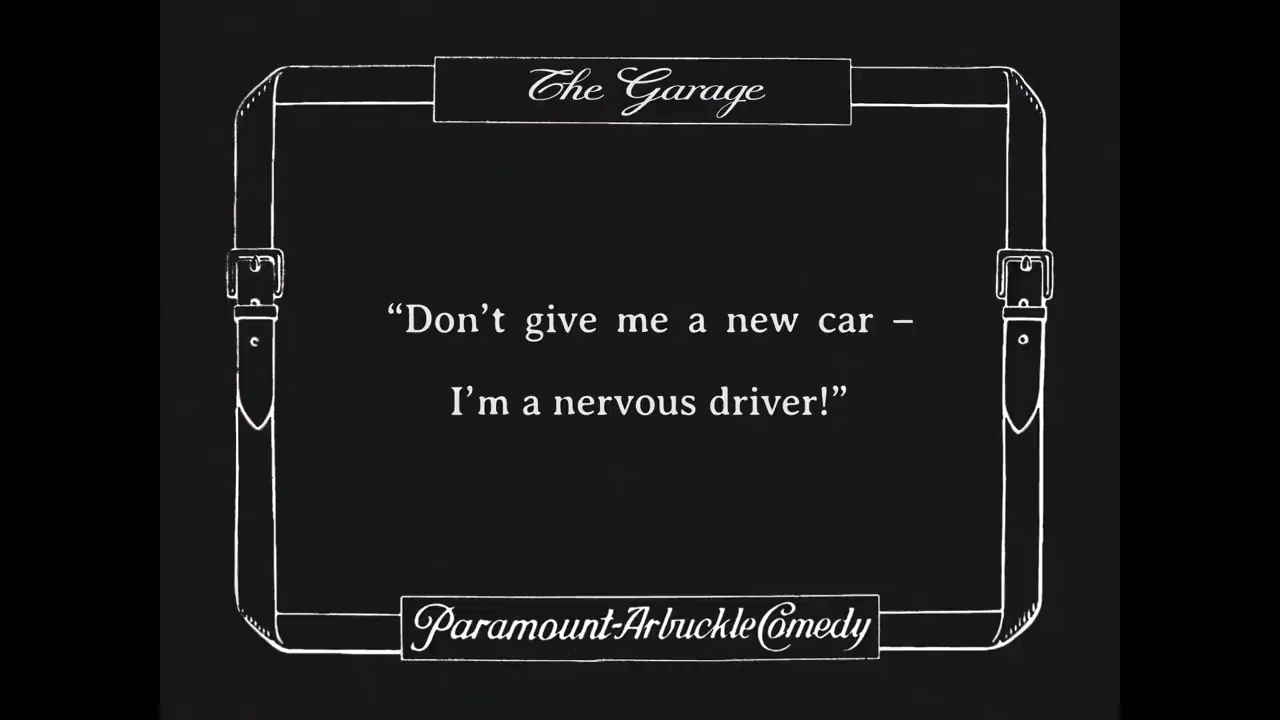 The Garage
“Don’t give me a new car –
I’m a nervous driver!”
Paramount-Arbuckle Comedy